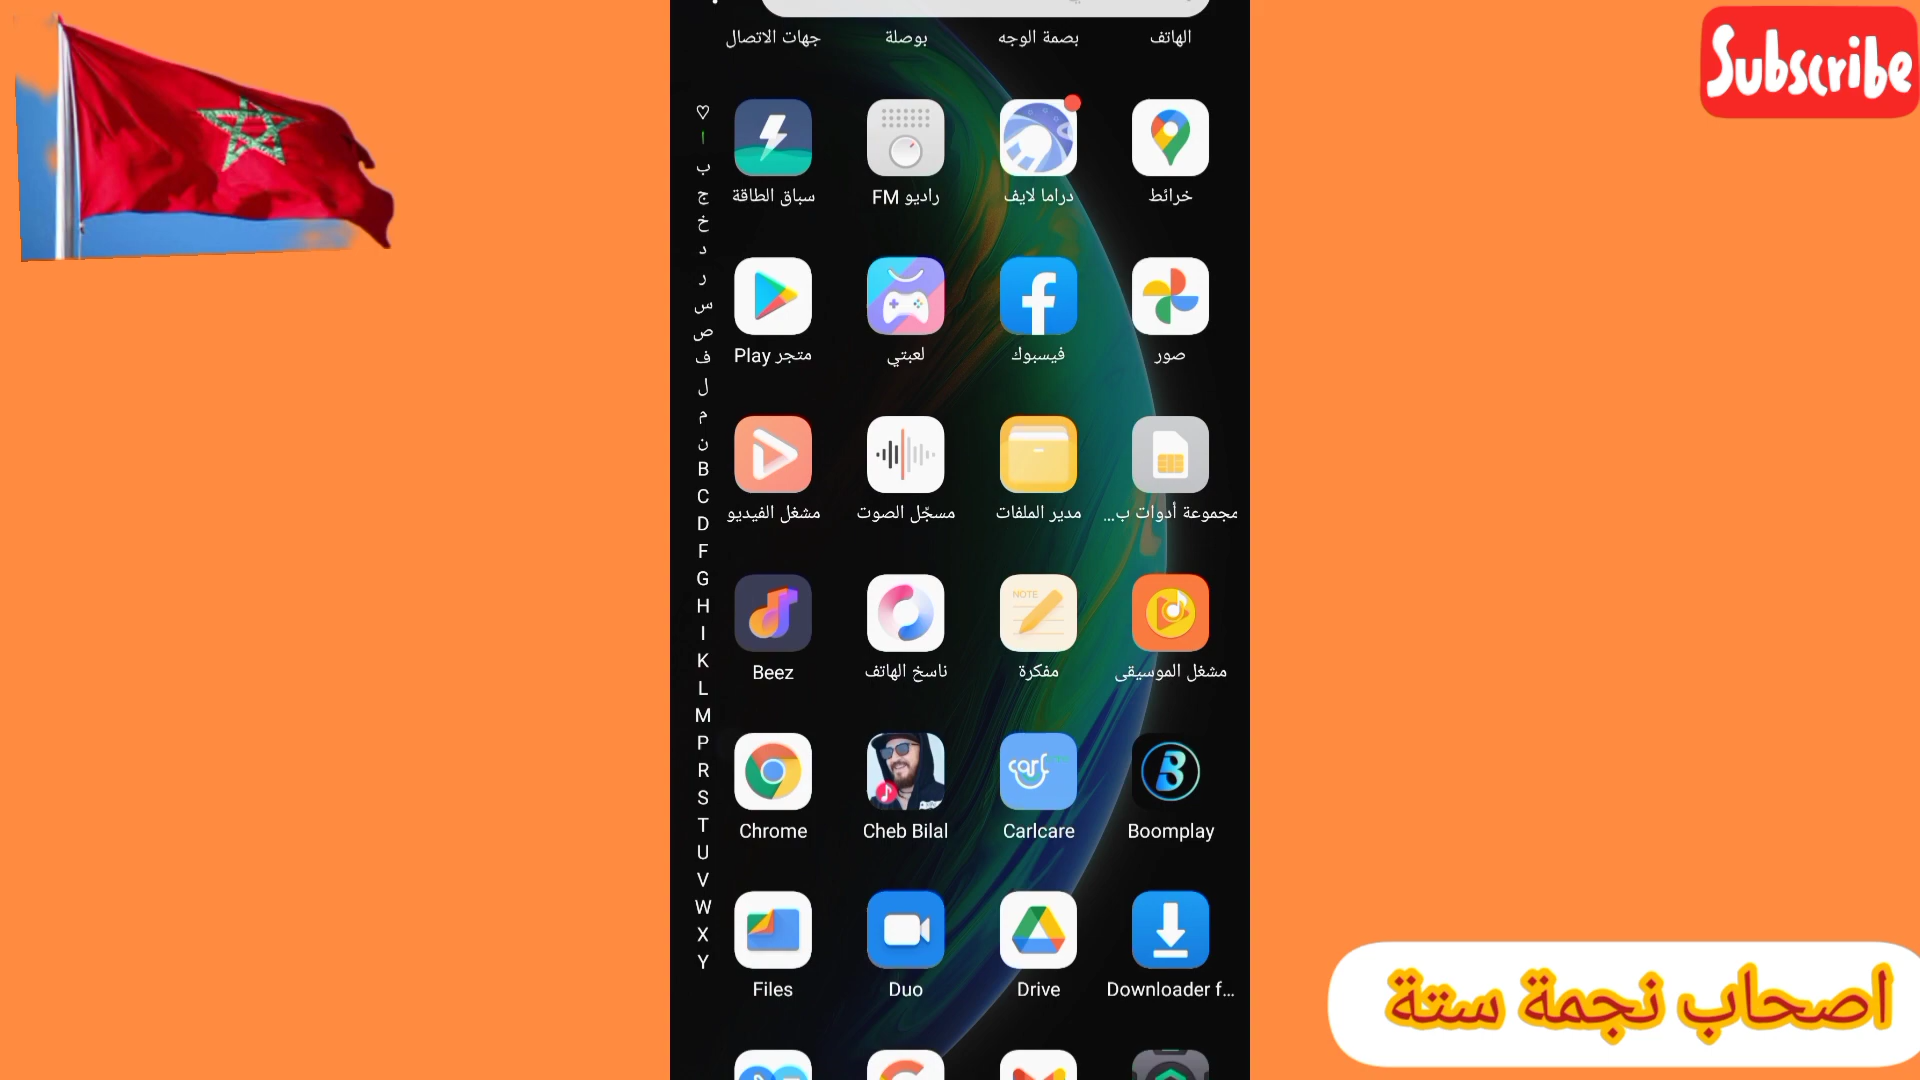 Subscribe
الهاتف
بصمة الوجه
بوصلة
جهات الاتصال
خرائط
دراما لايف
راديو FM
سباق الطاقة
صور
فيسبوك
لعبتي
متجر Play
مجموعة أدوات ب...
مدير الملفات
مسجّل الصوت
مشغل الفيديو
مشغل الموسيقى
NOTE
مفكرة
ناسخ الهاتف
Beez
carl
Chrome
Cheb Bilal
Carlcare
Boomplay
Files
Duo
Drive
Downloader f...
ا
ب
ج
خ
د
ر
س
ص
ف
ل
م
ن
B
C
D
F
G
H
I
K
L
M
P
R
S
T
U
V
W
X
Y
اصحاب نجمة ستة